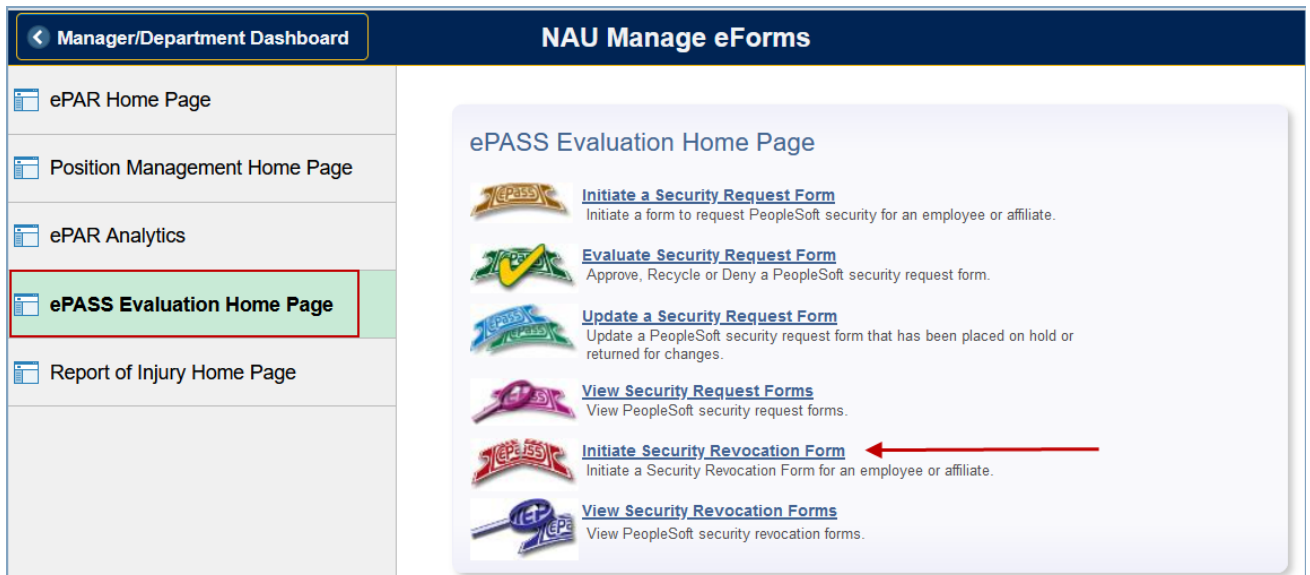 Manager/Department Dashboard
NAU Manage eForms
ePAR Home Page
Position Management Home Page
ePAR Analytics
ePASS Evaluation Home Page
Report of Injury Home Page
ePASS Evaluation Home Page
Initiate a Security Request Form
Initiate a form to request PeopleSoft security for an employee or affiliate.
Evaluate Security Request Form
Approve, Recycle or Deny a PeopleSoft security request form.
Update a Security Request Form
Update a PeopleSoft security request form that has been placed on hold or
returned for changes.
View Security Request Forms
View PeopleSoft security request forms.
Initiate Security Revocation Form
Initiate a Security Revocation Form for an employee or affiliate.
View Security Revocation Forms
View PeopleSoft security revocation forms.